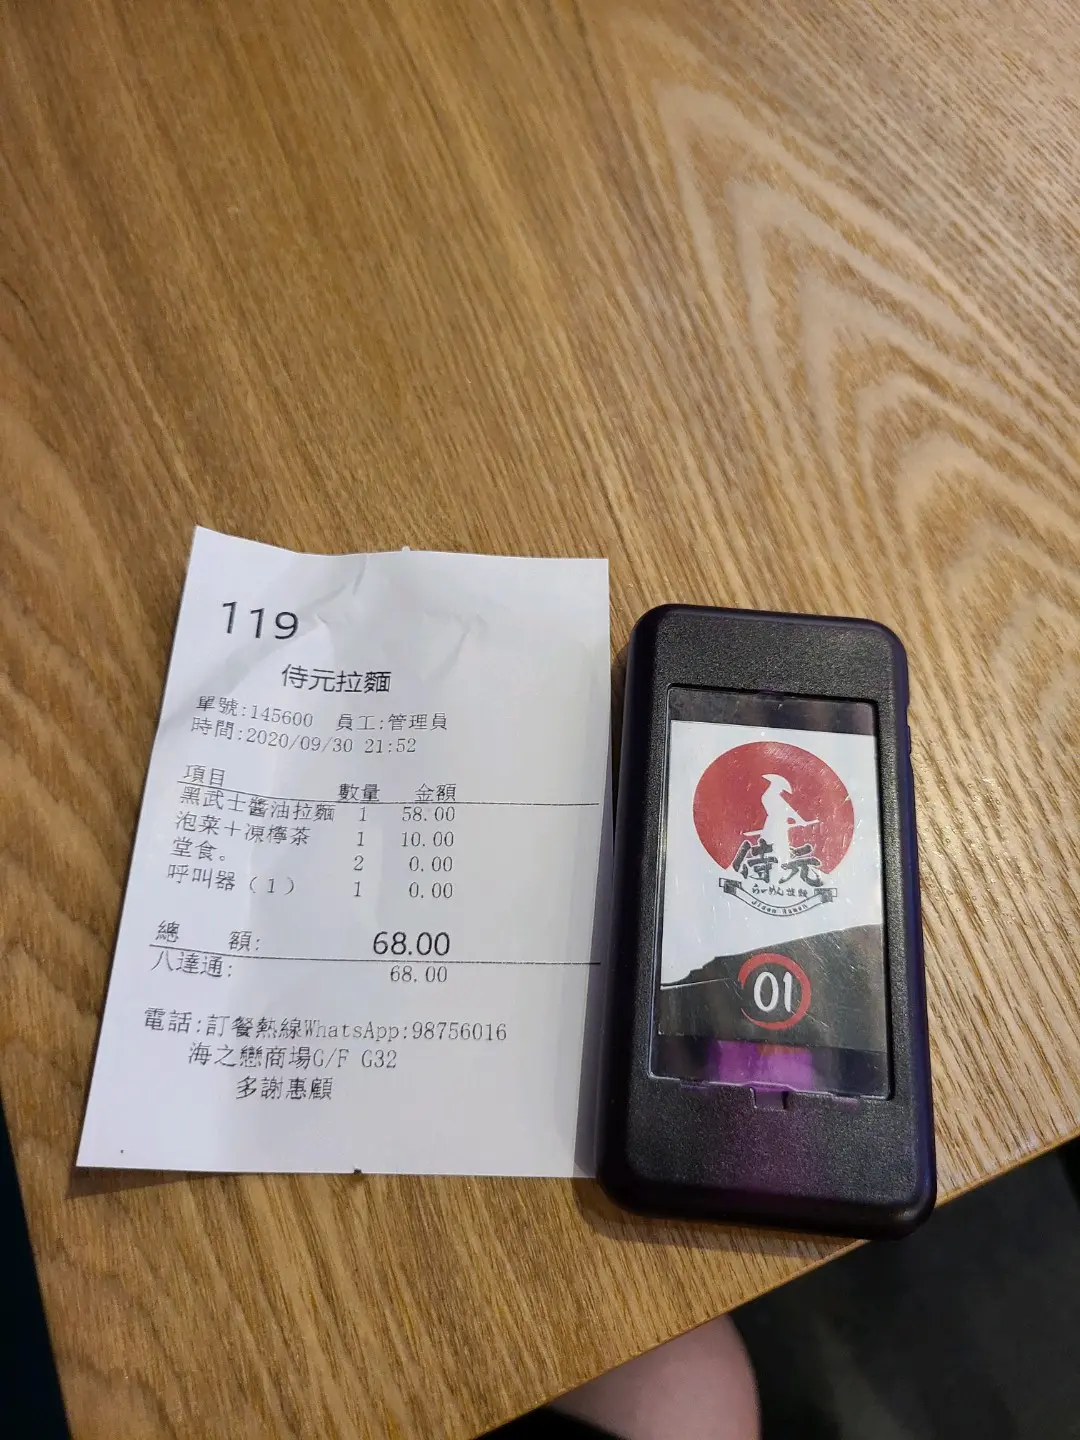 119
侍元拉麵
單號:145600 員工:管理員
時間:2020/09/30 21:52
項目 數量 金額
黑武士醬油拉麵 1 58.00
泡菜＋凍檸茶 1 10.00
堂食。 2 0.00
呼叫器（1） 1 0.00
總 額: 68.00
八達通: 68.00
電話:訂餐熱線WhatsApp:98756016
海之戀商場G/F G32
多謝惠顧
侍元
らーめん
01